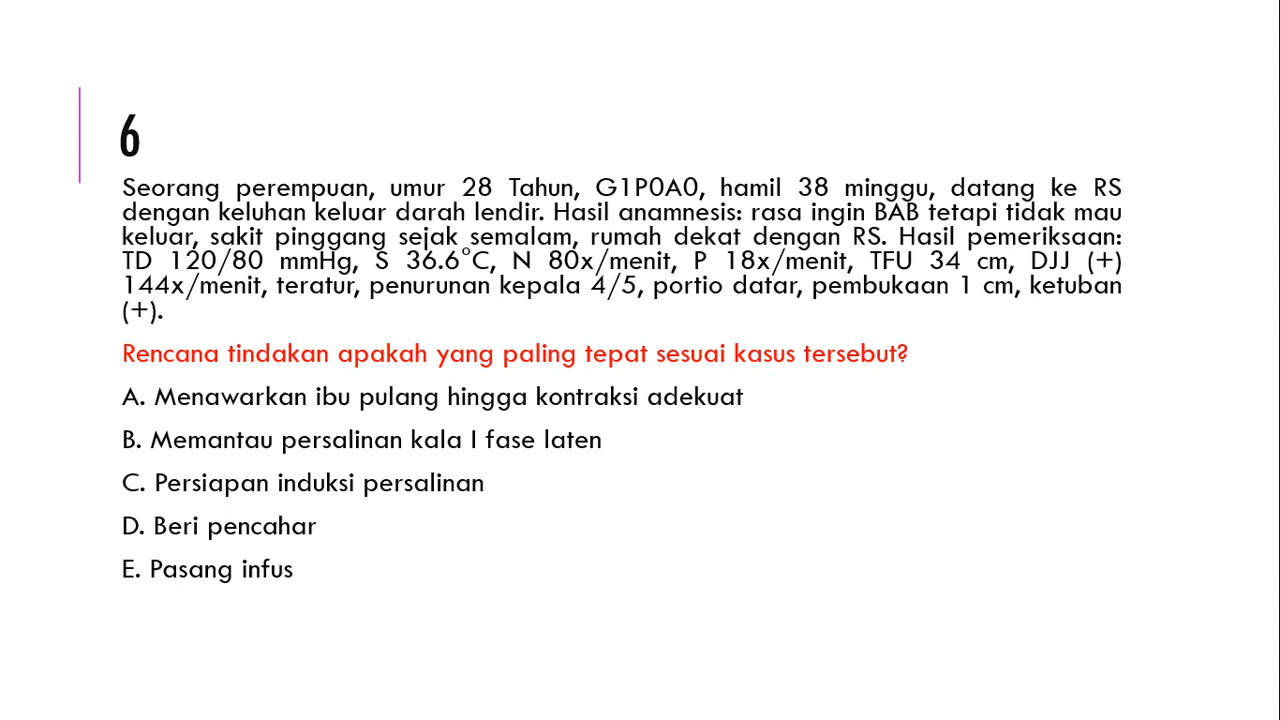 6
Seorang perempuan, umur 28 Tahun, G1P0A0, hamil 38 minggu, datang ke RS
dengan keluhan keluar darah lendir. Hasil anamnesis: rasa ingin BAB tetapi tidak mau
keluar, sakit pinggang sejak semalam, rumah dekat dengan RS. Hasil pemeriksaan:
TD 120/80 mmHg, S 36.6°C, N 80x/menit, P 18x/menit, TFU 34 cm, DJJ (+)
144x/menit, teratur, penurunan kepala 4/5, portio datar, pembukaan 1 cm, ketuban
(+).
Rencana tindakan apakah yang paling tepat sesuai kasus tersebut?
A. Menawarkan ibu pulang hingga kontraksi adekuat
B. Memantau persalinan kala I fase laten
C. Persiapan induksi persalinan
D. Beri pencahar
E. Pasang infus